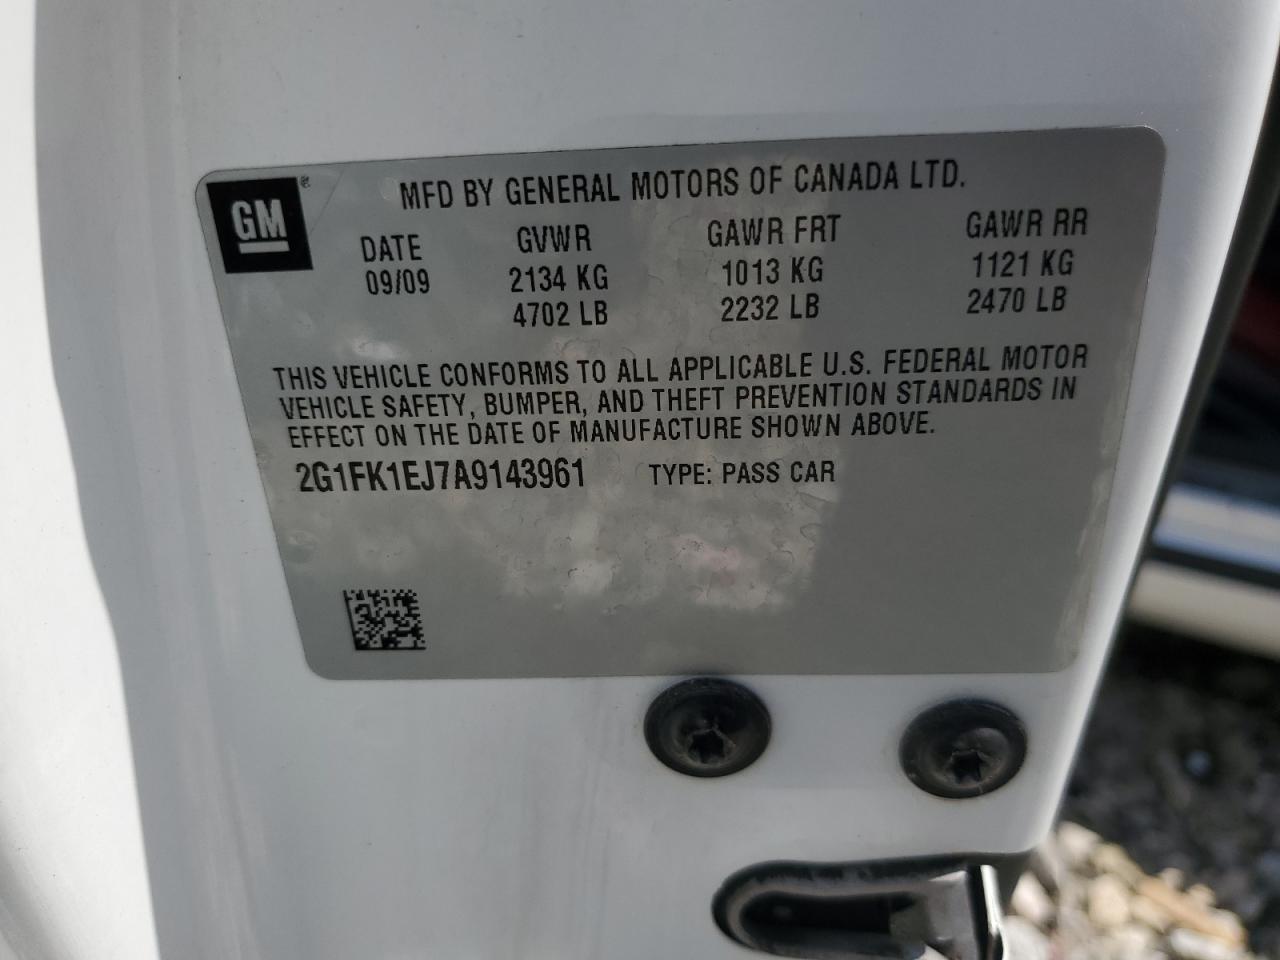 GM ®
MFD BY GENERAL MOTORS OF CANADA LTD.
DATE GVWR GAWR FRT GAWR RR
09/09 2134 KG 1013 KG 1121 KG
4702 LB 2232 LB 2470 LB
THIS VEHICLE CONFORMS TO ALL APPLICABLE U.S. FEDERAL MOTOR
VEHICLE SAFETY, BUMPER, AND THEFT PREVENTION STANDARDS IN
EFFECT ON THE DATE OF MANUFACTURE SHOWN ABOVE.
2G1FK1EJ7A9143961 TYPE: PASS CAR